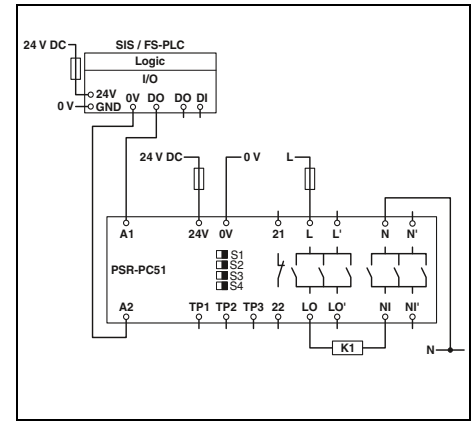 24 V DC
SIS / FS-PLC
Logic
I/O
24V
0 V
GND
0V DO DO DI
24 V DC
0 V
L
A1 24V 0V 21 L L' N N'
PSR-PC51
S1
S2
S3
S4
A2 TP1 TP2 TP3 22 LO LO' NI NI'
K1
N